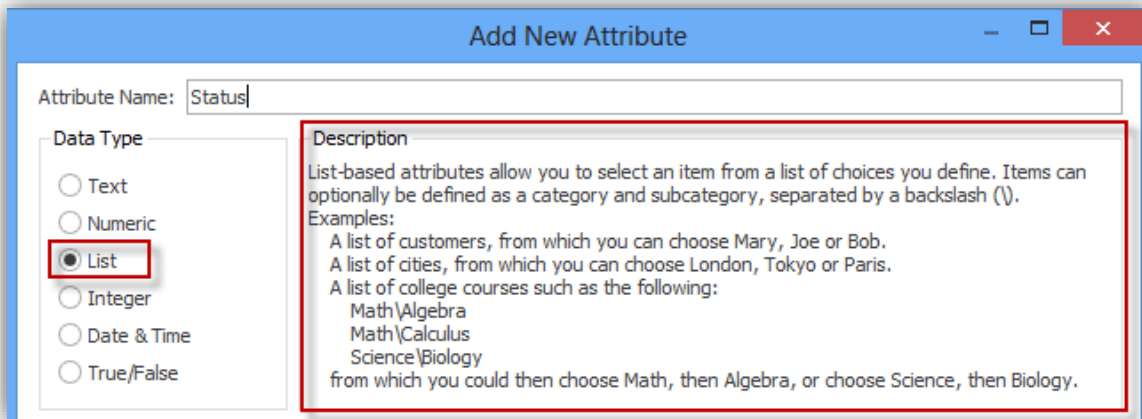 Add New Attribute
Attribute Name: Status
Data Type
Text
Numeric
List
Integer
Date & Time
True/False
Description
List-based attributes allow you to select an item from a list of choices you define. Items can
optionally be defined as a category and subcategory, separated by a backslash (\).
Examples:
A list of customers, from which you can choose Mary, Joe or Bob.
A list of cities, from which you can choose London, Tokyo or Paris.
A list of college courses such as the following:
Math\Algebra
Math\Calculus
Science\Biology
from which you could then choose Math, then Algebra, or choose Science, then Biology.